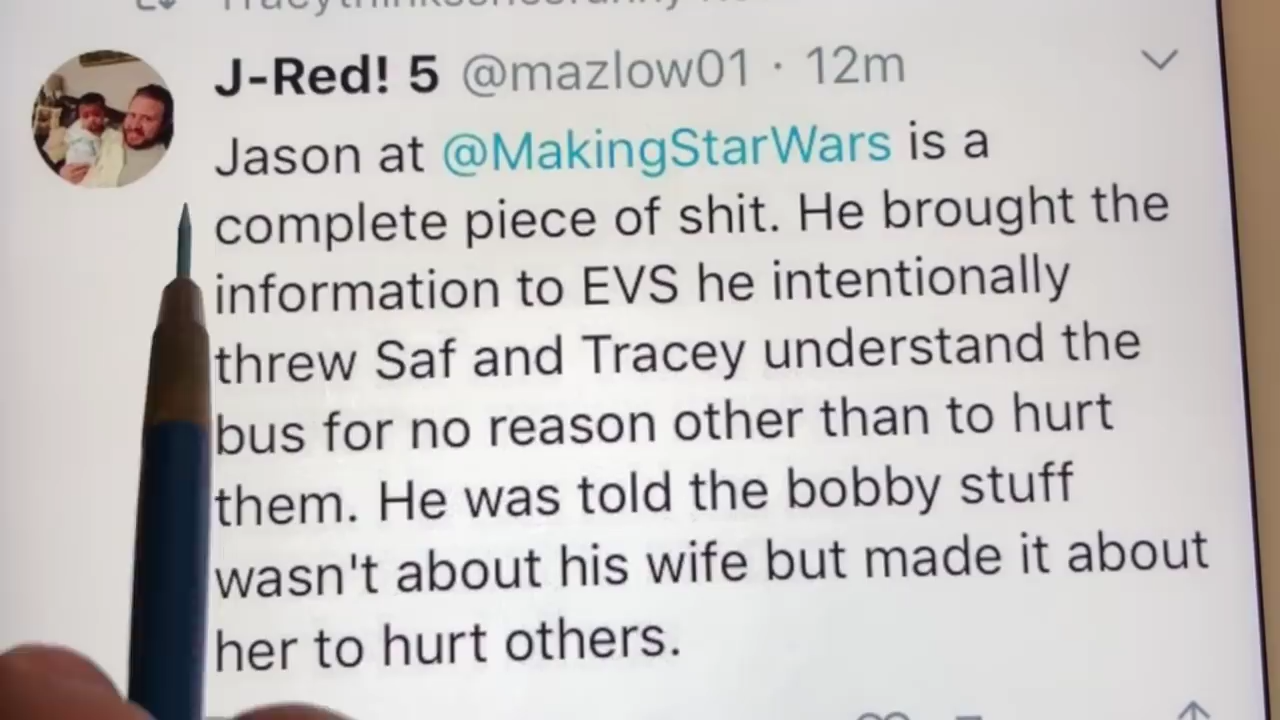 J-Red! 5 @mazlow01 · 12m
Jason at @MakingStarWars is a
complete piece of shit. He brought the
information to EVS he intentionally
threw Saf and Tracey understand the
bus for no reason other than to hurt
them. He was told the bobby stuff
wasn't about his wife but made it about
her to hurt others.